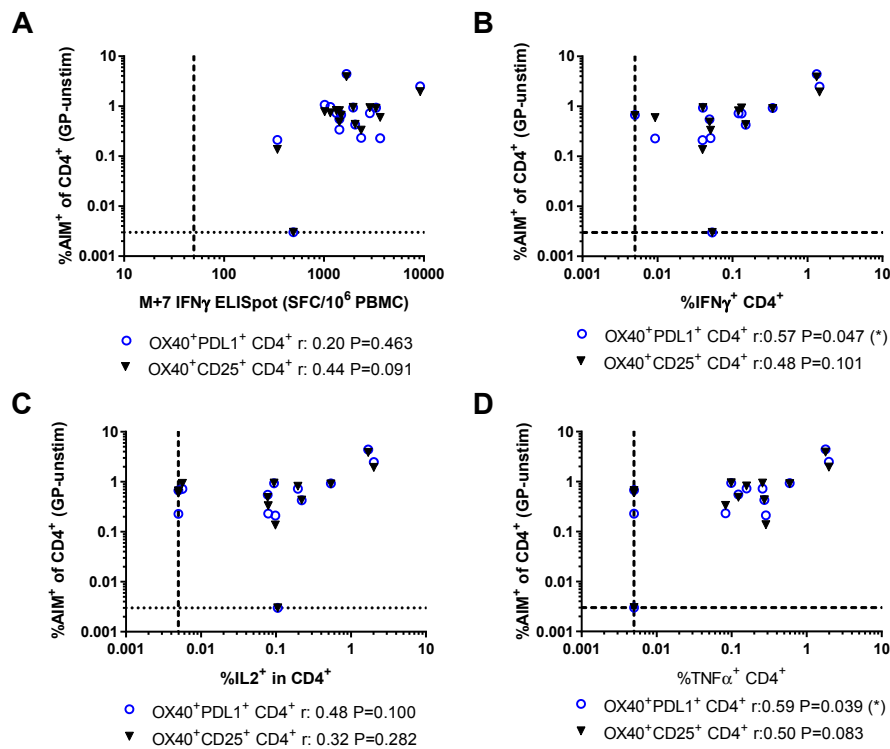 A
%AIM⁺ of CD4⁺ (GP-unstim)
10
1
0.1
0.01
0.001
10
100
1000
10000
M+7 IFNγ ELISpot (SFC/10⁶ PBMC)
OX40⁺PDL1⁺ CD4⁺ r: 0.20 P=0.463
OX40⁺CD25⁺ CD4⁺ r: 0.44 P=0.091
B
%AIM⁺ of CD4⁺ (GP-unstim)
10
1
0.1
0.01
0.001
0.001
0.01
0.1
1
10
%IFNγ⁺ CD4⁺
OX40⁺PDL1⁺ CD4⁺ r:0.57 P=0.047 (*)
OX40⁺CD25⁺ CD4⁺ r:0.48 P=0.101
C
%AIM⁺ of CD4⁺ (GP-unstim)
10
1
0.1
0.01
0.001
0.001
0.01
0.1
1
10
%IL2⁺ in CD4⁺
OX40⁺PDL1⁺ CD4⁺ r: 0.48 P=0.100
OX40⁺CD25⁺ CD4⁺ r: 0.32 P=0.282
D
%AIM⁺ of CD4⁺ (GP-unstim)
10
1
0.1
0.01
0.001
0.001
0.01
0.1
1
10
%TNFα⁺ CD4⁺
OX40⁺PDL1⁺ CD4⁺ r:0.59 P=0.039 (*)
OX40⁺CD25⁺ CD4⁺ r:0.50 P=0.083